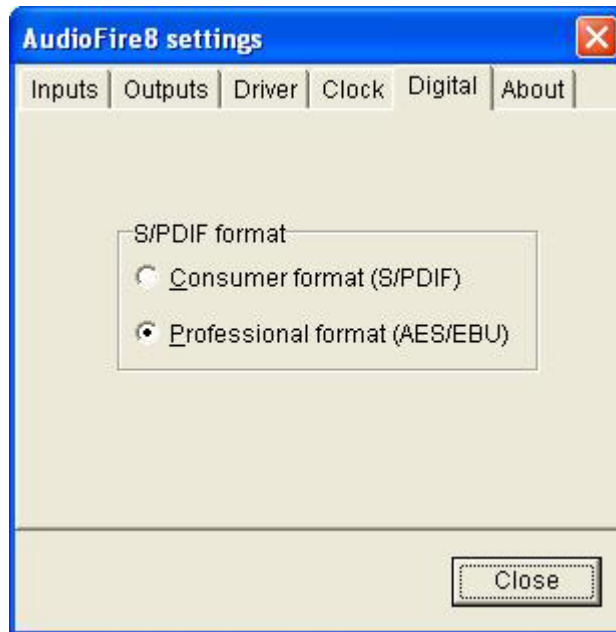 AudioFire8 settings
Inputs Outputs Driver Clock Digital About
S/PDIF format
Consumer format (S/PDIF)
Professional format (AES/EBU)
Close